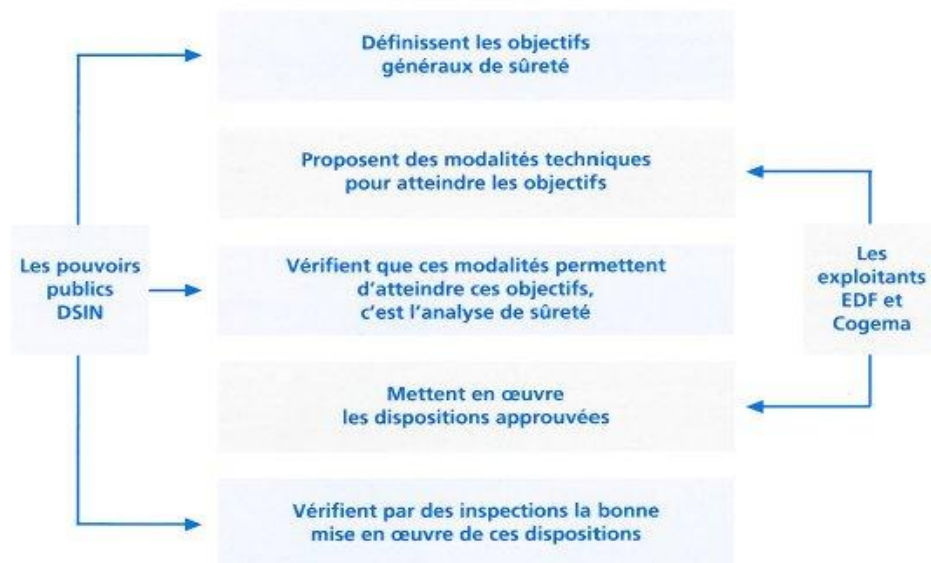 Définissent les objectifs
généraux de sûreté
Proposent des modalités techniques
pour atteindre les objectifs
Les pouvoirs
publics
DSIN
Vérifient que ces modalités permettent
d'atteindre ces objectifs,
c'est l'analyse de sûreté
Les
exploitants
EDF et
Cogema
Mettent en œuvre
les dispositions approuvées
Vérifient par des inspections la bonne
mise en œuvre de ces dispositions